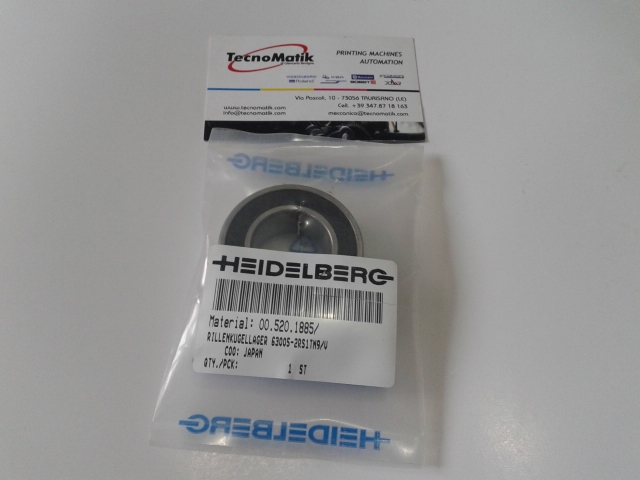 TecnoMatik
PRINTING MACHINES
AUTOMATION
Via Pascoli, 10 - 73056 TAURISANO (LE)
Cell. +39 347 87 18 163
www.tecnomatik.com
info@tecnomatik.com
meccanica@tecnomatik.com
HEIDELBERG
HEIDELBERG
Material: 00.520.1885/
RILLENKUGELLAGER 63005-2RS1TN9/V
COO: JAPAN
QTY./PCK: 1 ST
HEIDELBERG